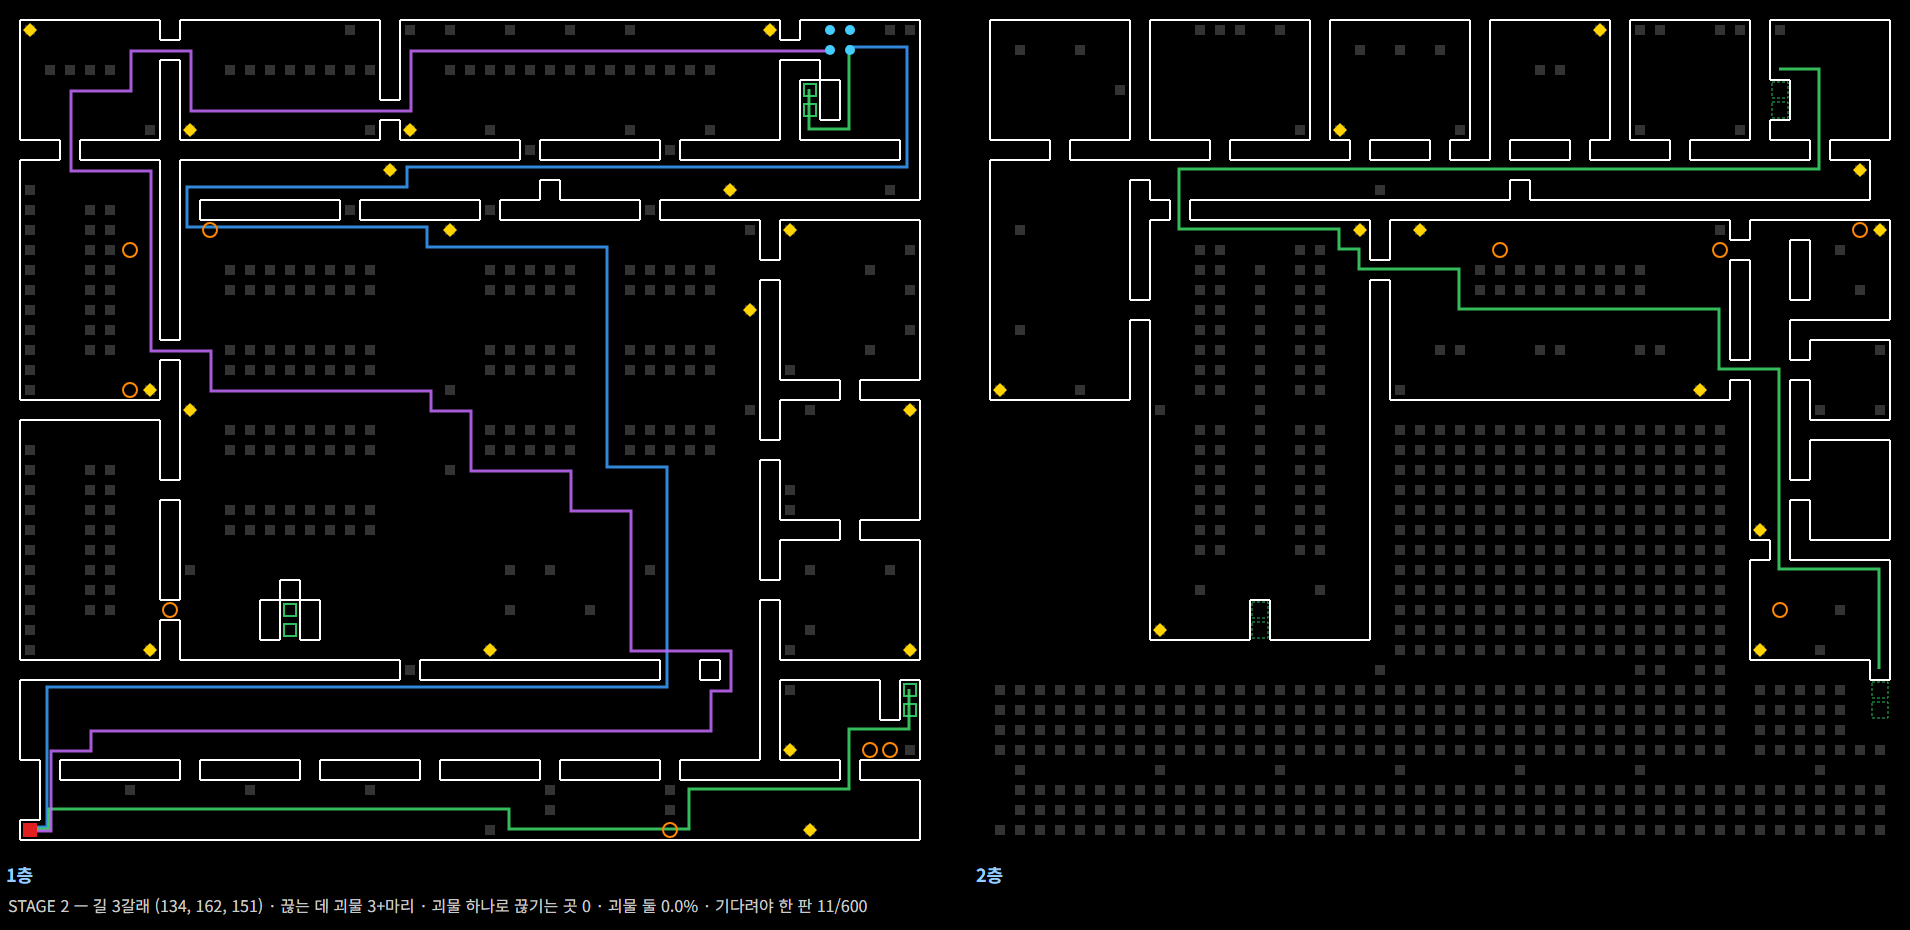 1층
2층
STAGE 2 — 길 3갈래 (134, 162, 151) · 끊는 데 괴물 3+마리 · 괴물 하나로 끊기는 곳 0 · 괴물 둘 0.0% · 기다려야 한 판 11/600